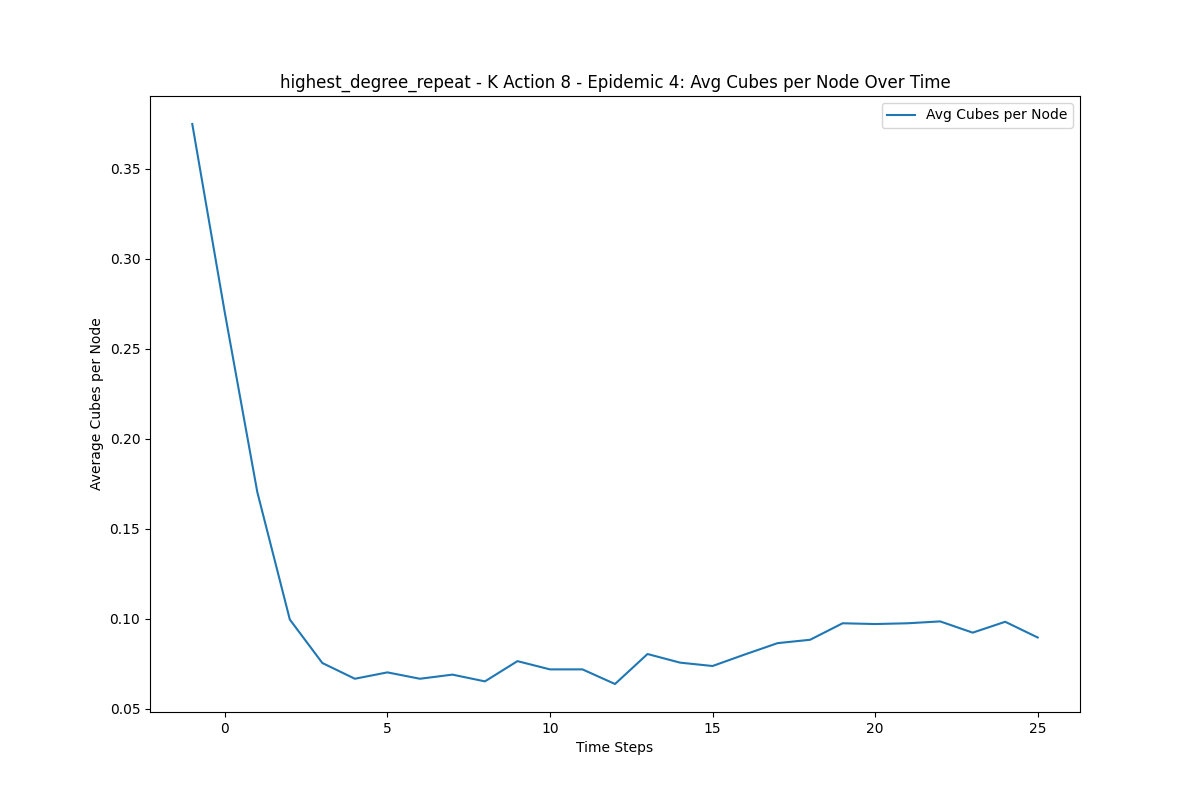 highest_degree_repeat - K Action 8 - Epidemic 4: Avg Cubes per Node Over Time
Avg Cubes per Node
Average Cubes per Node
0.35
0.30
0.25
0.20
0.15
0.10
0.05
0 5 10 15 20 25
Time Steps